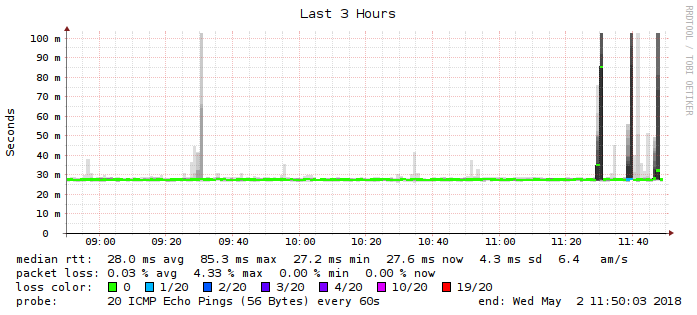 Last 3 Hours
RRDTOOL / TOBI OETIKER
Seconds
100 m
90 m
80 m
70 m
60 m
50 m
40 m
30 m
20 m
10 m
0
09:00 09:20 09:40 10:00 10:20 10:40 11:00 11:20 11:40
median rtt: 28.0 ms avg 85.3 ms max 27.2 ms min 27.6 ms now 4.3 ms sd 6.4 am/s
packet loss: 0.03 % avg 4.33 % max 0.00 % min 0.00 % now
loss color: 0 1/20 2/20 3/20 4/20 10/20 19/20
probe: 20 ICMP Echo Pings (56 Bytes) every 60s end: Wed May 2 11:50:03 2018